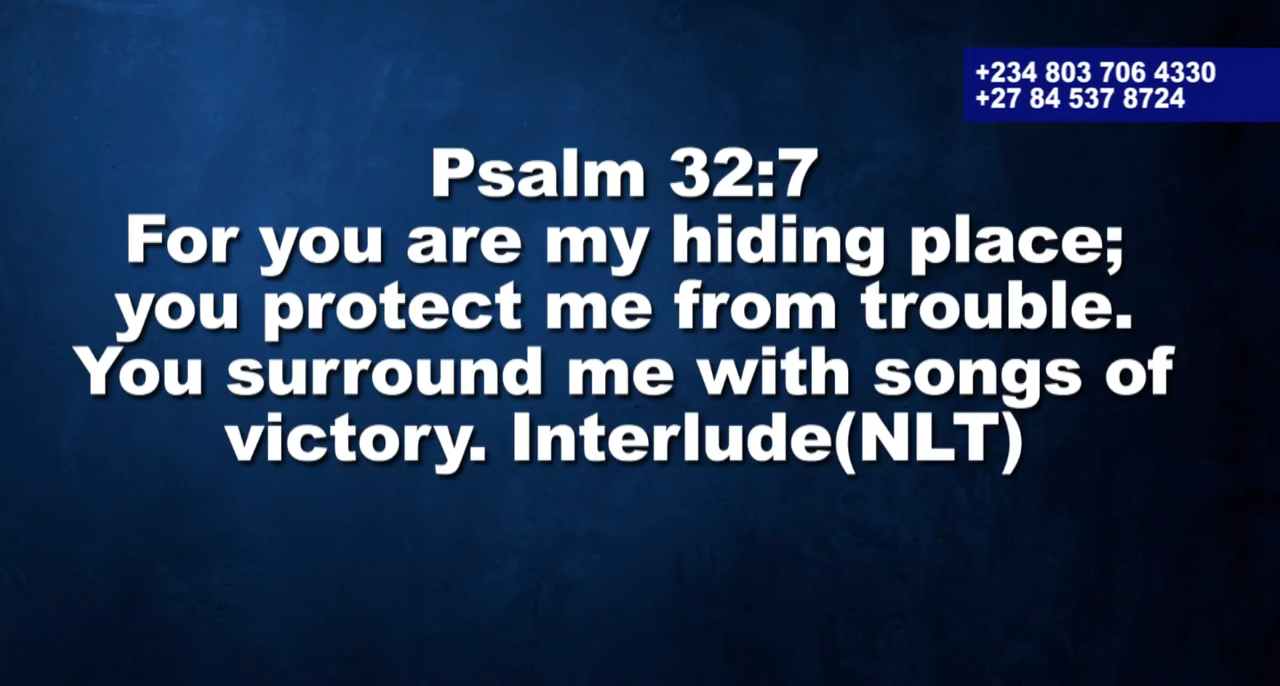 +234 803 706 4330
+27 84 537 8724
Psalm 32:7
For you are my hiding place;
you protect me from trouble.
You surround me with songs of
victory. Interlude(NLT)